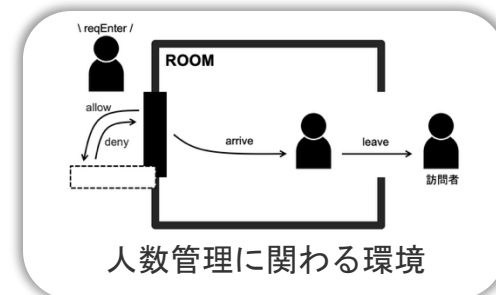 \ reqEnter /
ROOM
allow
deny
arrive
leave
訪問者
人数管理に関わる環境